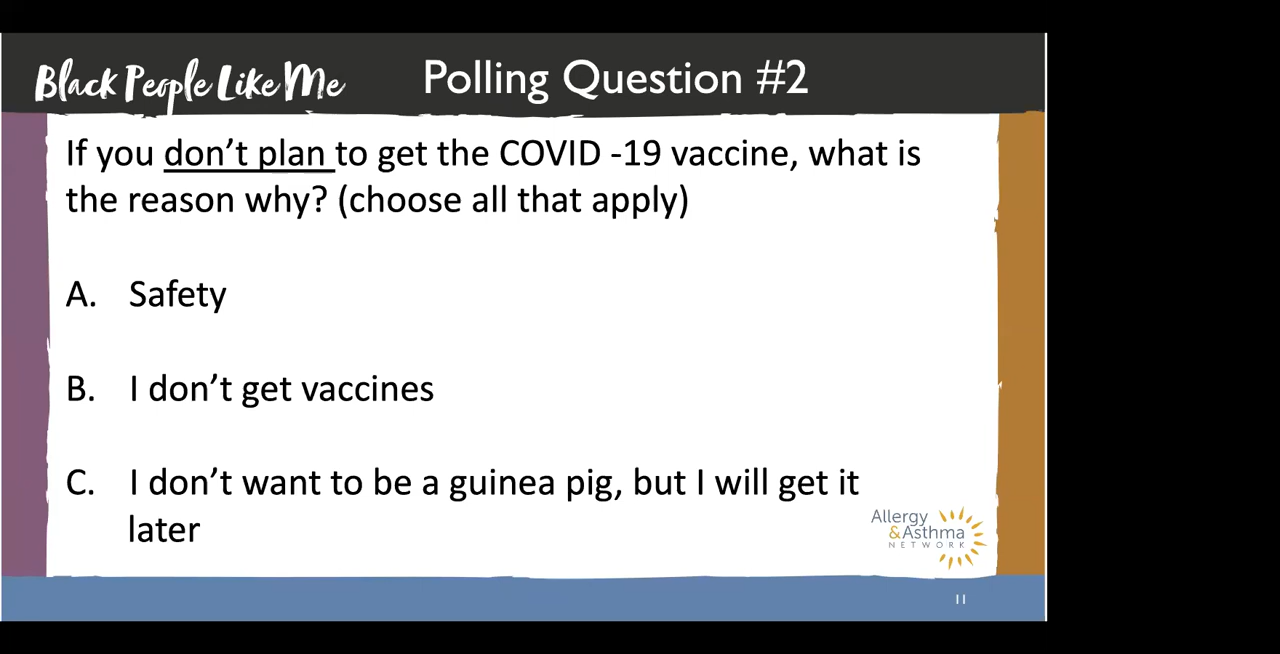 Black People Like Me
Polling Question #2
If you don't plan to get the COVID -19 vaccine, what is
the reason why? (choose all that apply)
A. Safety
B. I don't get vaccines
C. I don't want to be a guinea pig, but I will get it
later
Allergy
&Asthma
NETWORK
11